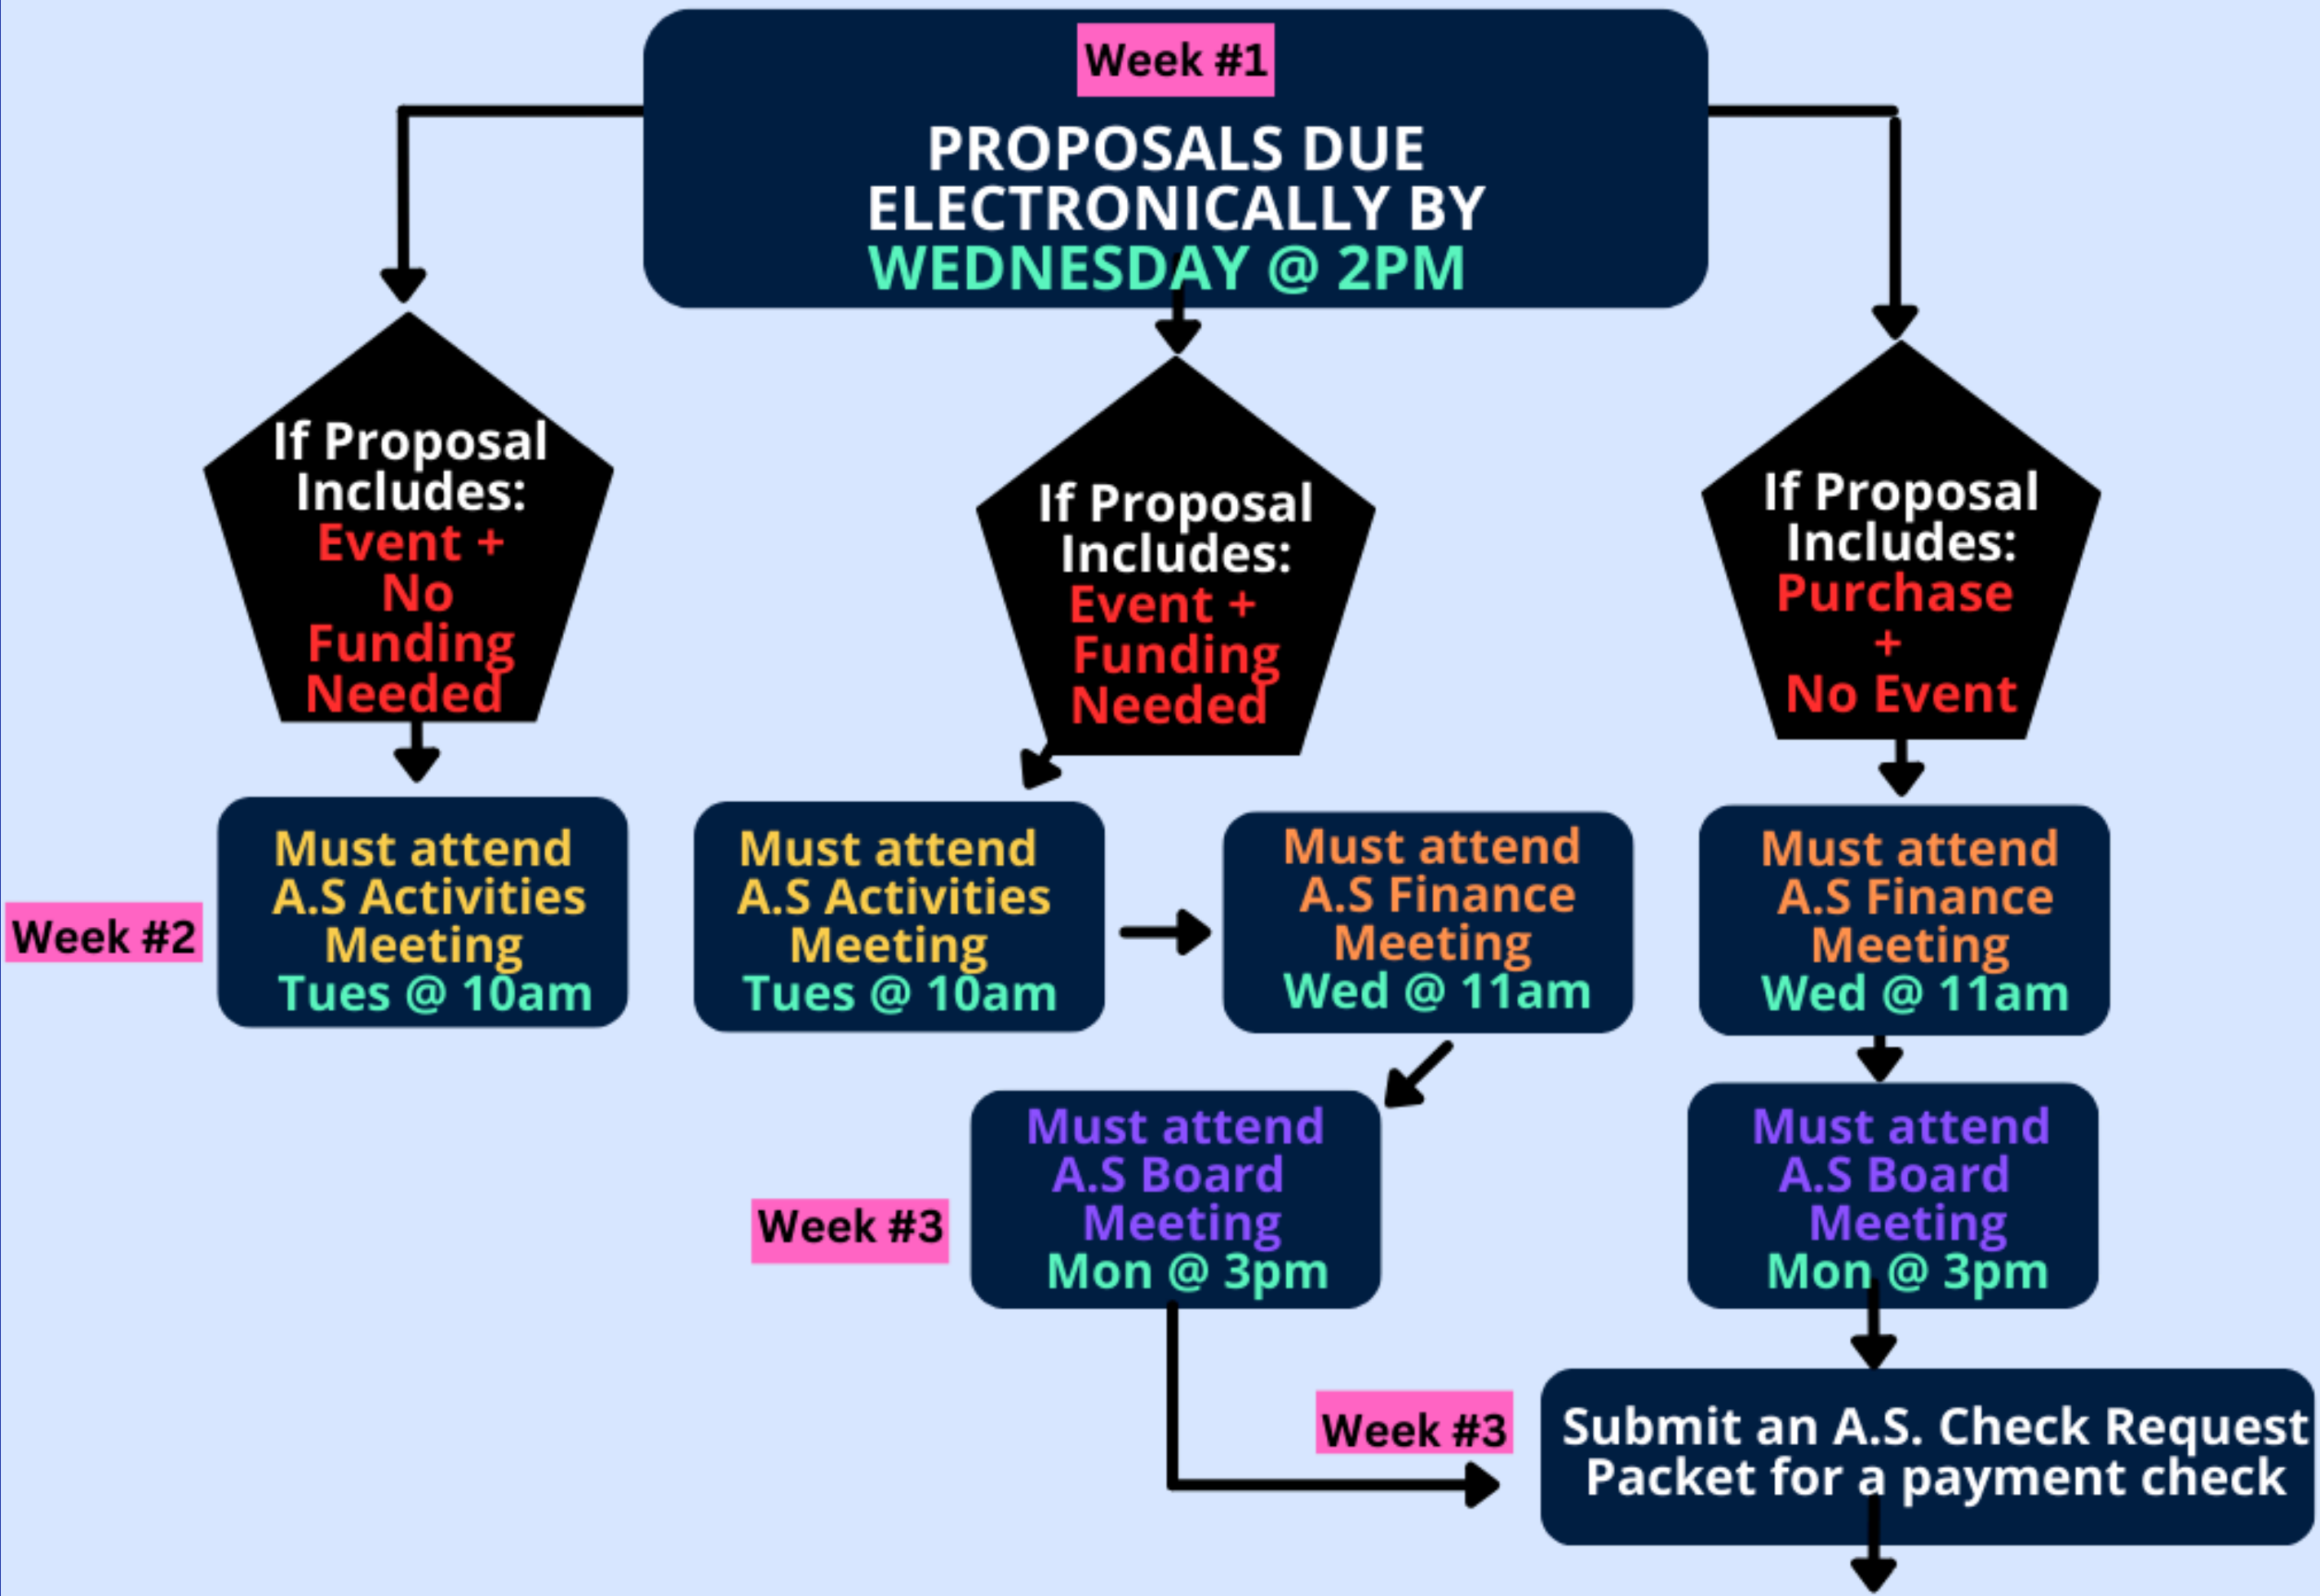 Week #1
PROPOSALS DUE
ELECTRONICALLY BY
WEDNESDAY @ 2PM
If Proposal
Includes:
Event +
No
Funding
Needed
If Proposal
Includes:
Event +
Funding
Needed
If Proposal
Includes:
Purchase
+
No Event
Week #2
Must attend
A.S Activities
Meeting
Tues @ 10am
Must attend
A.S Activities
Meeting
Tues @ 10am
Must attend
A.S Finance
Meeting
Wed @ 11am
Must attend
A.S Finance
Meeting
Wed @ 11am
Week #3
Must attend
A.S Board
Meeting
Mon @ 3pm
Must attend
A.S Board
Meeting
Mon @ 3pm
Week #3
Submit an A.S. Check Request
Packet for a payment check